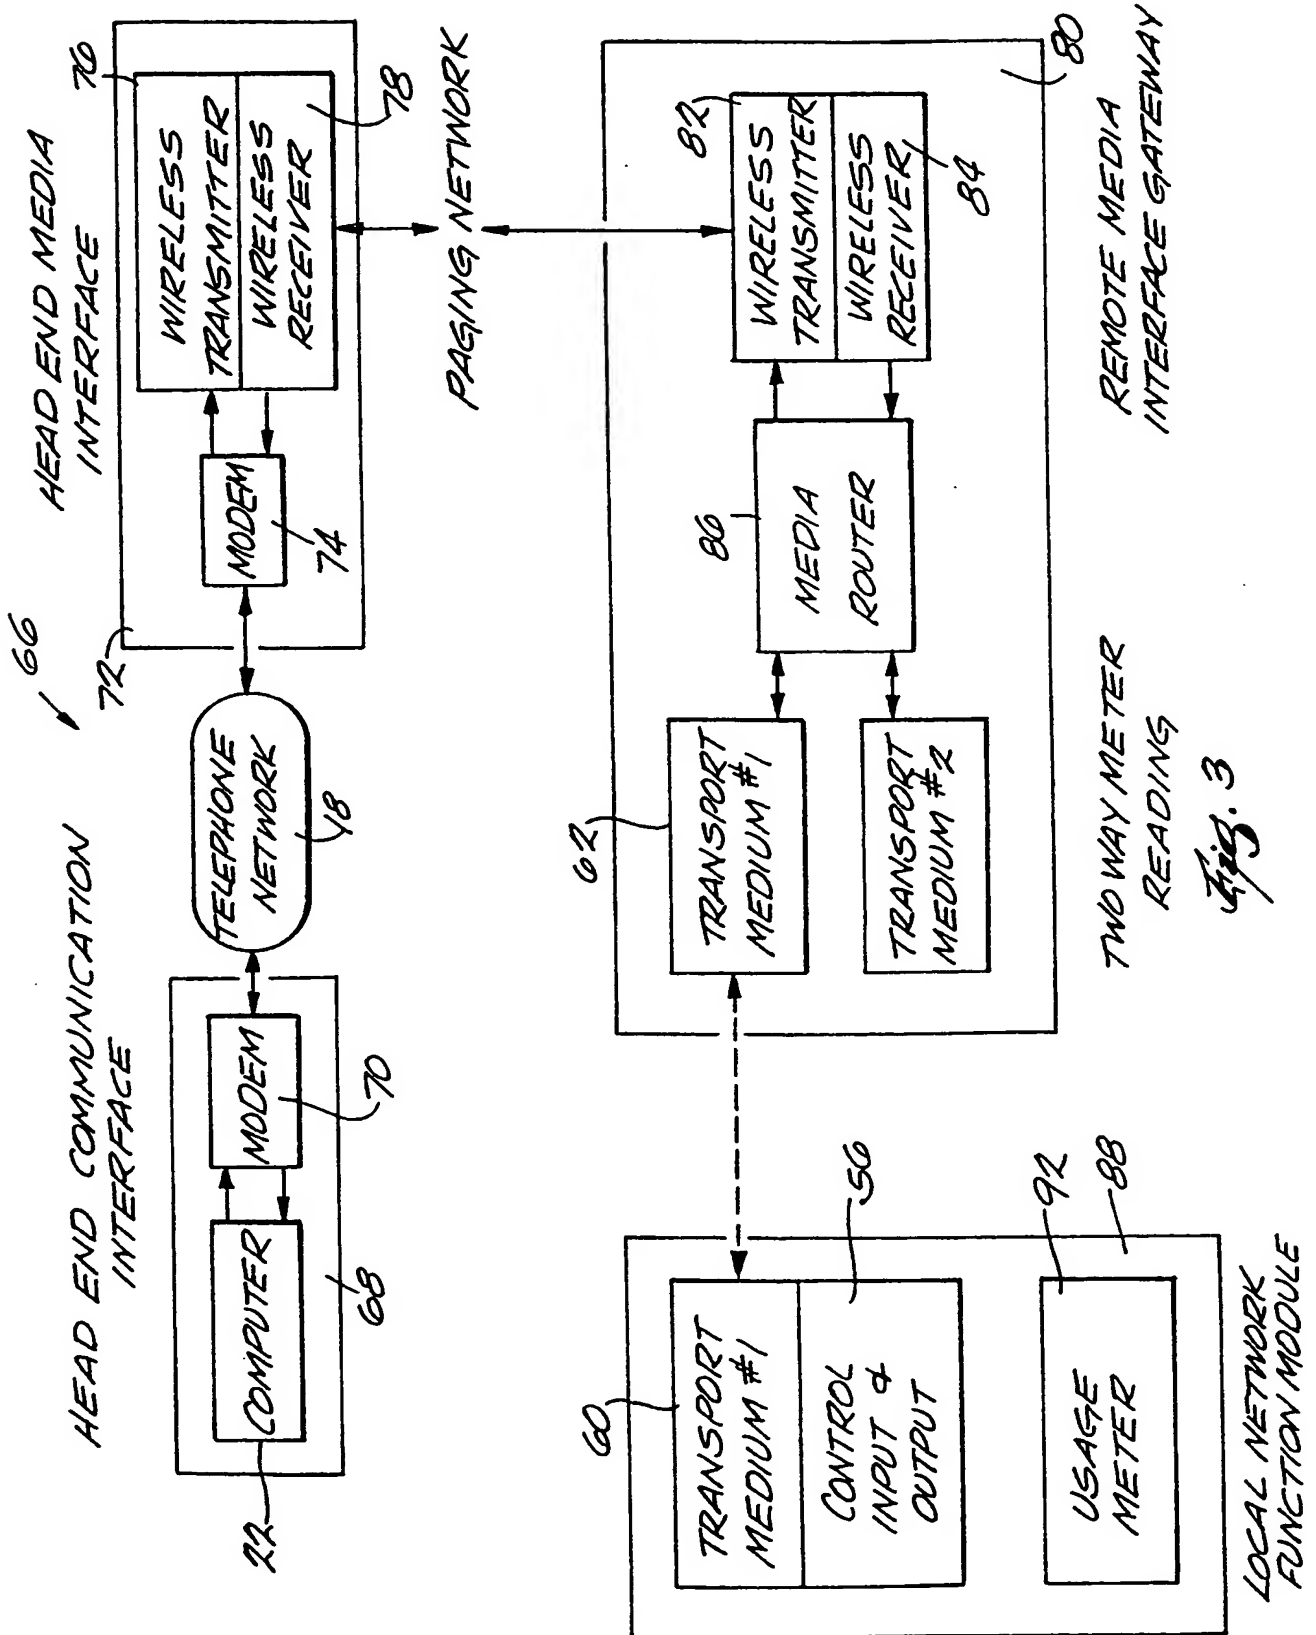 66
HEAD END COMMUNICATION
INTERFACE
22
COMPUTER
68
MODEM
70
TELEPHONE
NETWORK
18
HEAD END MEDIA
INTERFACE
72
MODEM
74
76
WIRELESS
TRANSMITTER
WIRELESS
RECEIVER
78
PAGING NETWORK
60
TRANSPORT
MEDIUM #1
CONTROL
INPUT &
OUTPUT
56
USAGE
METER
92
88
LOCAL NETWORK
FUNCTION MODULE
62
TRANSPORT
MEDIUM #1
TRANSPORT
MEDIUM #2
86
MEDIA
ROUTER
82
WIRELESS
TRANSMITTER
WIRELESS
RECEIVER
84
80
REMOTE MEDIA
INTERFACE GATEWAY
TWO WAY METER
READING
Fig. 3